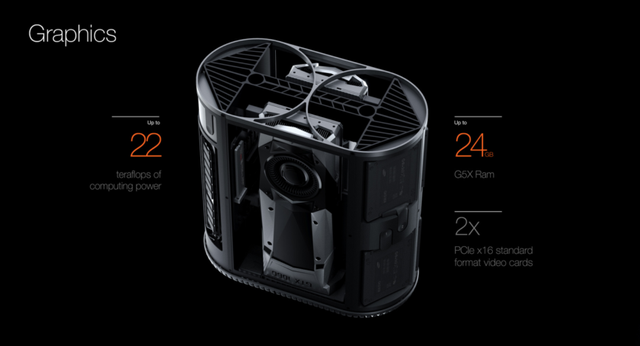 Graphics
Up to
22
teraflops of
computing power
Up to
24GB
G5X Ram
2x
PCIe x16 standard
format video cards